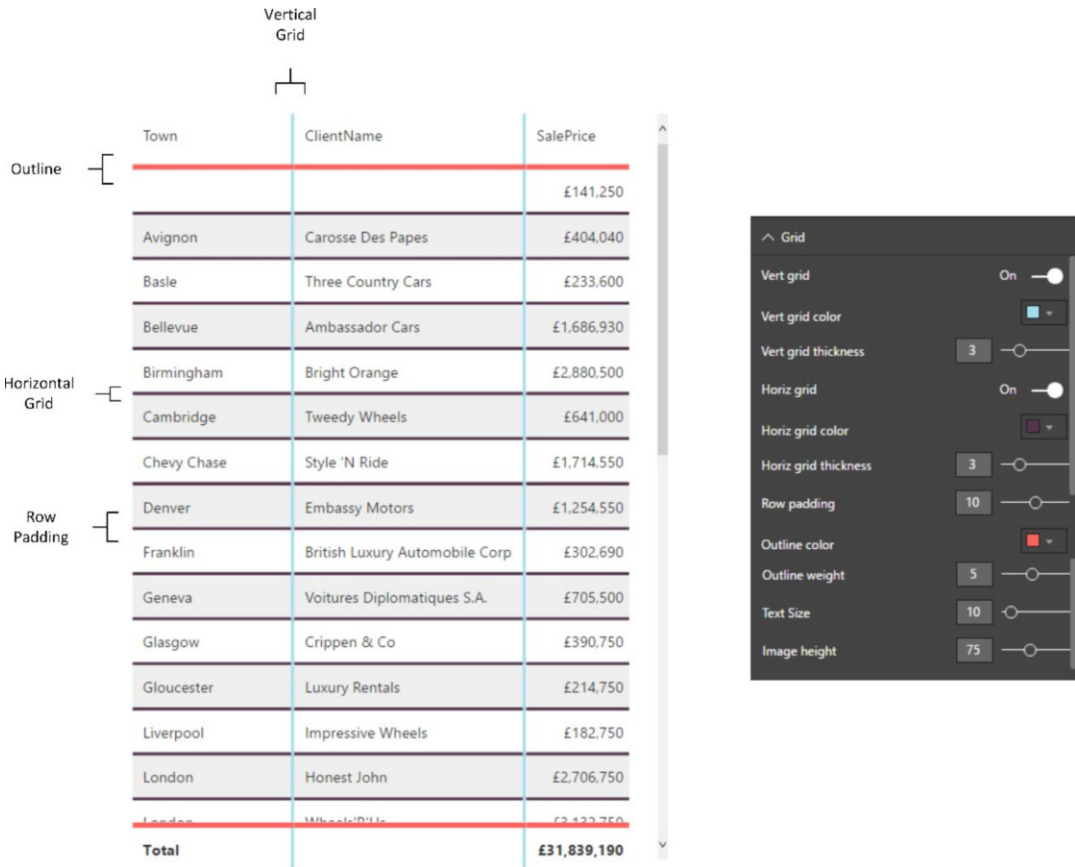 Vertical
Grid
Town ClientName SalePrice
Outline
£141,250
Avignon Carosse Des Papes £404,040
Basle Three Country Cars £233,600
Bellevue Ambassador Cars £1,686,930
Birmingham Bright Orange £2,880,500
Horizontal
Grid
Cambridge Tweedy Wheels £641,000
Chevy Chase Style 'N Ride £1,714,550
Denver Embassy Motors £1,254,550
Row
Padding
Franklin British Luxury Automobile Corp £302,690
Geneva Voitures Diplomatiques S.A. £705,500
Glasgow Crippen & Co £390,750
Gloucester Luxury Rentals £214,750
Liverpool Impressive Wheels £182,750
London Honest John £2,706,750
London Wheels'R'Us £3,132,750
Total £31,839,190
Grid
Vert grid On
Vert grid color
Vert grid thickness 3
Horiz grid On
Horiz grid color
Horiz grid thickness 3
Row padding 10
Outline color
Outline weight 5
Text Size 10
Image height 75